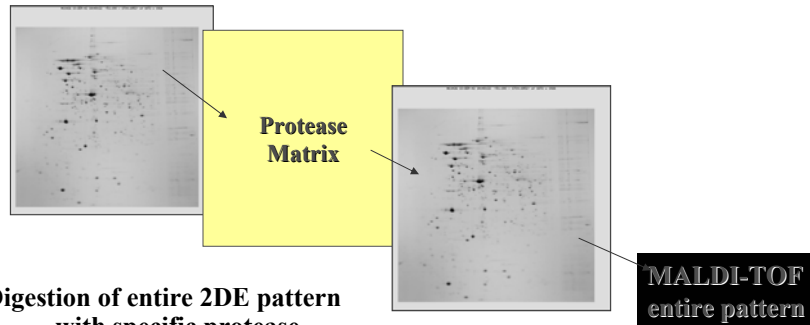 Protease
Matrix
MALDI-TOF
entire pattern
Digestion of entire 2DE pattern
with specific protease